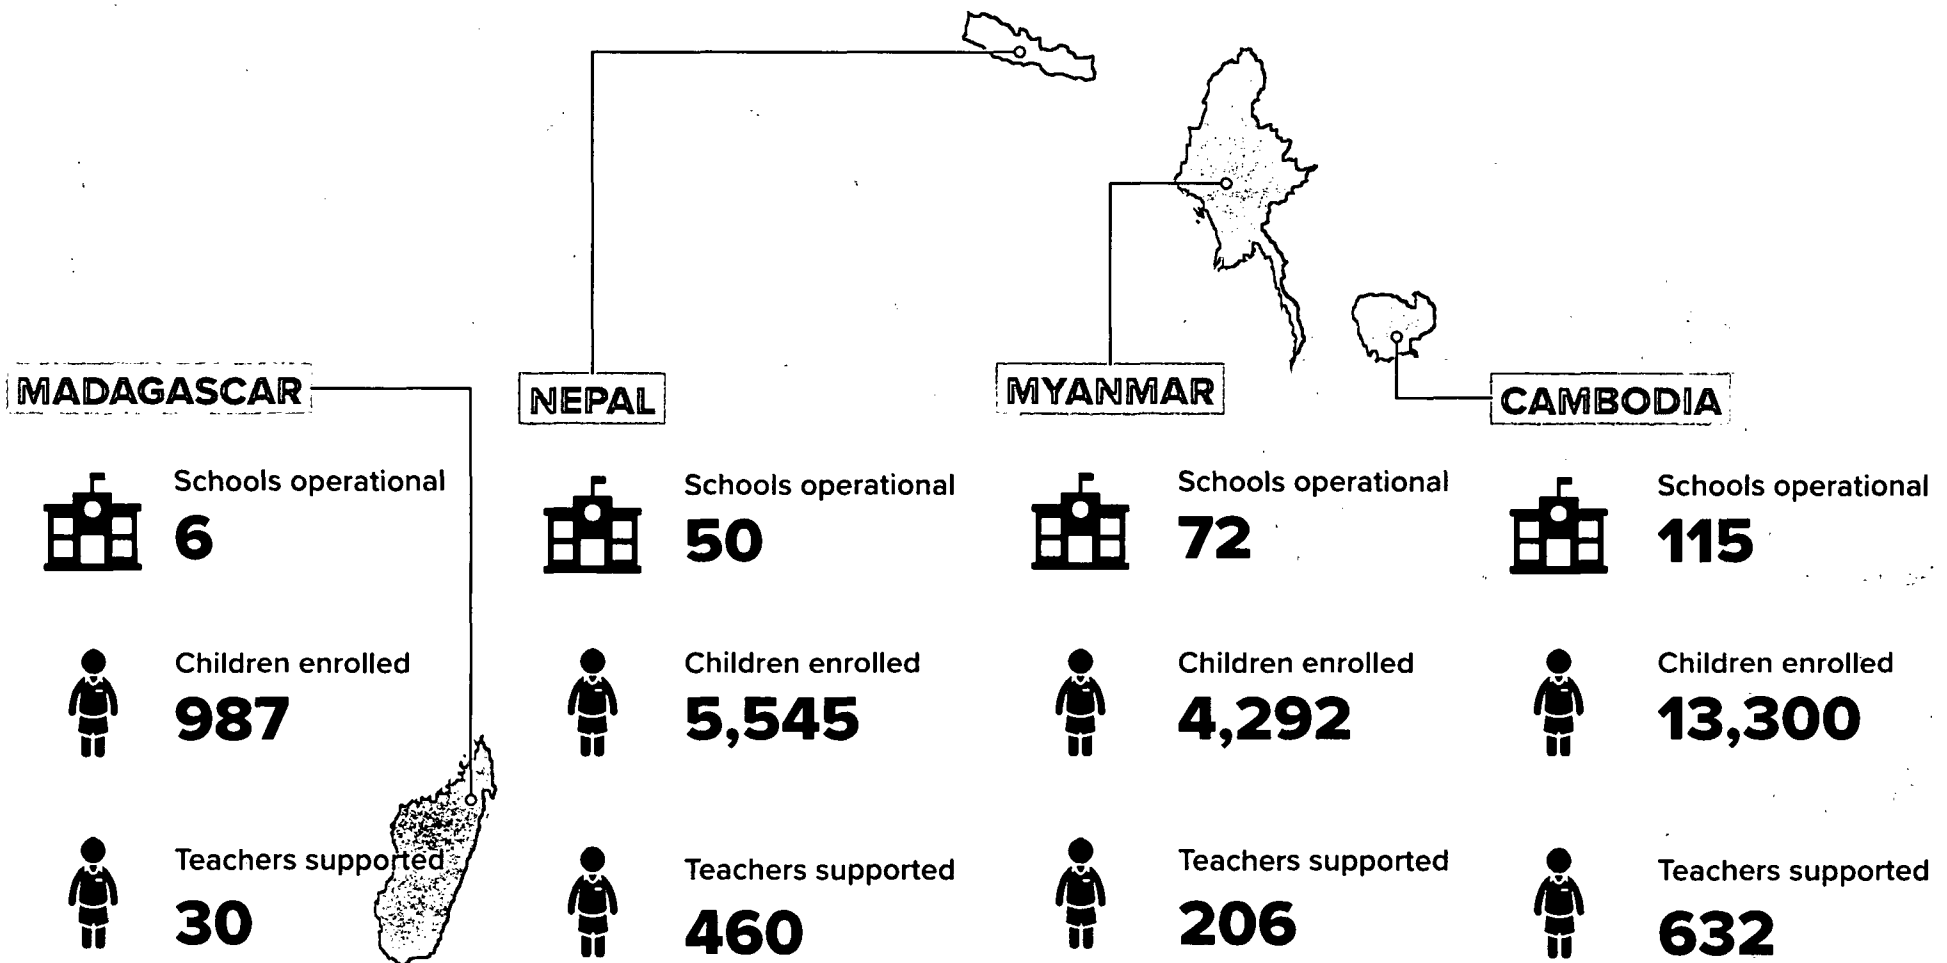 MADAGASCAR
Schools operational
6
Children enrolled
987
Teachers supported
30
NEPAL
Schools operational
50
Children enrolled
5,545
Teachers supported
460
MYANMAR
Schools operational
72
Children enrolled
4,292
Teachers supported
206
CAMBODIA
Schools operational
115
Children enrolled
13,300
Teachers supported
632